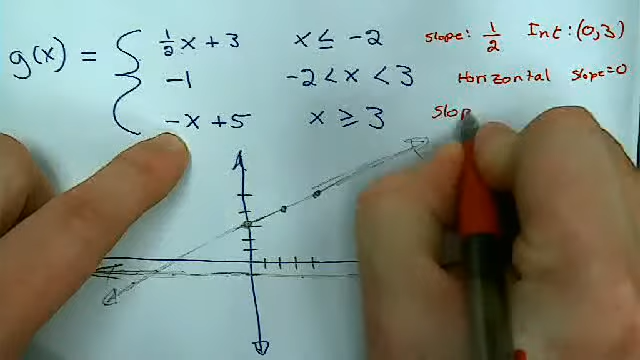 g(x) = { ½x + 3 x ≤ -2 slope: ½ Int: (0,3)
-1 -2 < x < 3 Horizontal slope=0
-x + 5 x ≥ 3 Slop